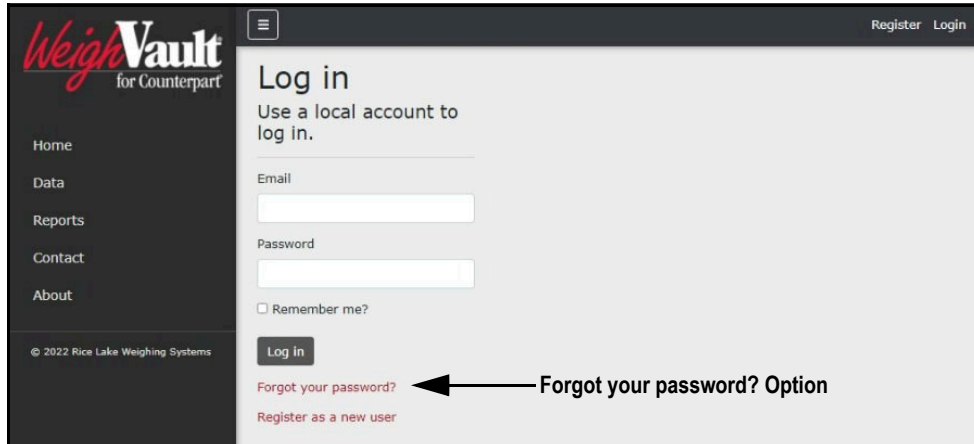 WeighVault
for Counterpart
Home
Data
Reports
Contact
About
© 2022 Rice Lake Weighing Systems
Register Login
Log in
Use a local account to
log in.
Email
Password
Remember me?
Log in
Forgot your password?
Forgot your password? Option
Register as a new user